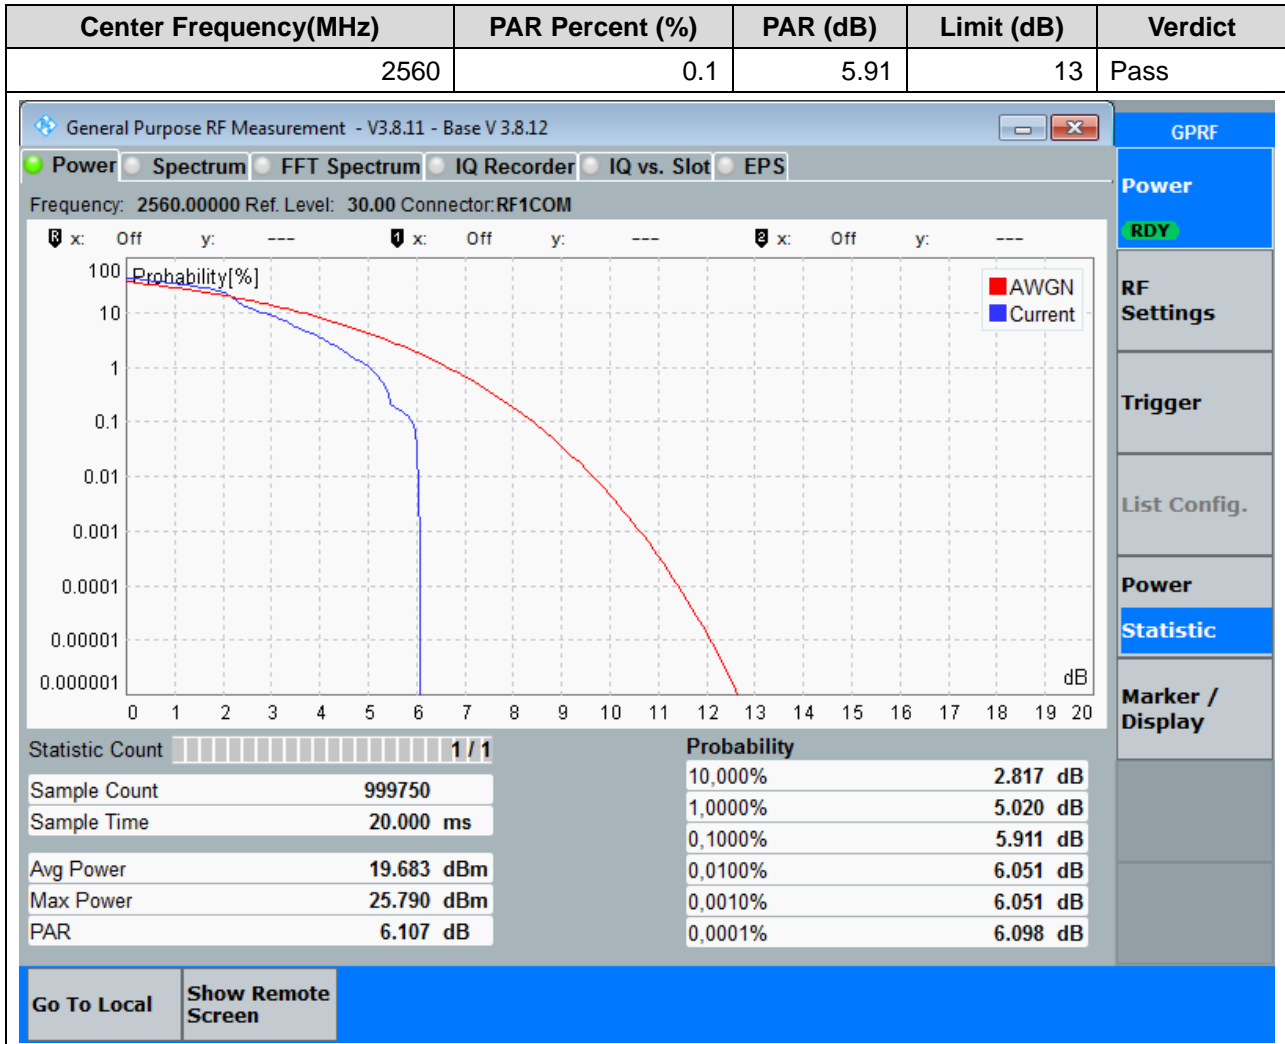 Center Frequency(MHz) PAR Percent (%) PAR (dB) Limit (dB) Verdict
2560 0.1 5.91 13 Pass
General Purpose RF Measurement - V3.8.11 - Base V 3.8.12
GPRF
Power Spectrum FFT Spectrum IQ Recorder IQ vs. Slot EPS
Frequency: 2560.00000 Ref. Level: 30.00 Connector:RF1COM
R x: Off y: --- 1 x: Off y: --- 2 x: Off y: ---
Probability[%]
AWGN
Current
100
10
1
0.1
0.01
0.001
0.0001
0.00001
0.000001
dB
0 1 2 3 4 5 6 7 8 9 10 11 12 13 14 15 16 17 18 19 20
Statistic Count 1 / 1
Sample Count 999750
Sample Time 20.000 ms
Avg Power 19.683 dBm
Max Power 25.790 dBm
PAR 6.107 dB
Probability
10,000% 2.817 dB
1,0000% 5.020 dB
0,1000% 5.911 dB
0,0100% 6.051 dB
0,0010% 6.051 dB
0,0001% 6.098 dB
Power
RDY
RF
Settings
Trigger
List Config.
Power
Statistic
Marker /
Display
Go To Local
Show Remote
Screen